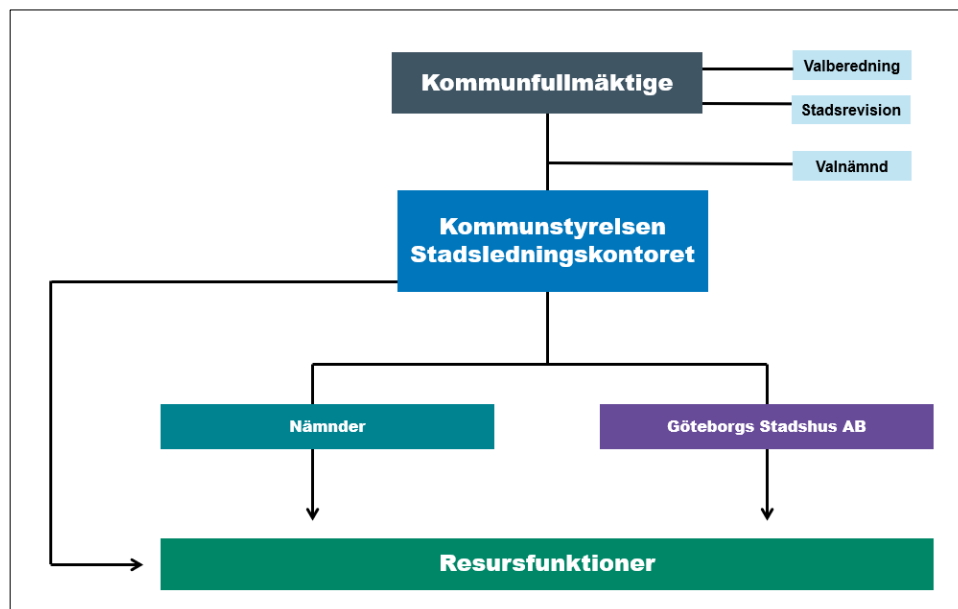 Kommunfullmäktige
Valberedning
Stadsrevision
Valnämnd
Kommunstyrelsen
Stadsledningskontoret
Nämnder
Göteborgs Stadshus AB
Resursfunktioner